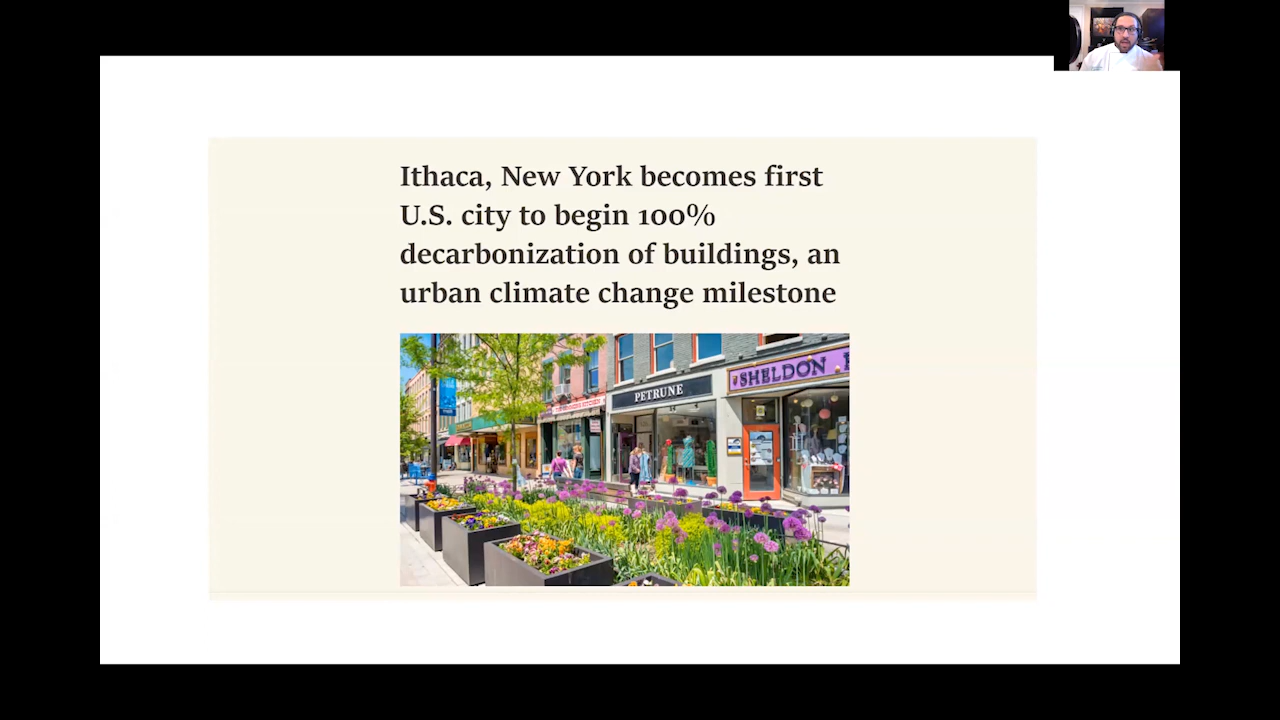 Ithaca, New York becomes first
U.S. city to begin 100%
decarbonization of buildings, an
urban climate change milestone
PETRUNE
SHELDON